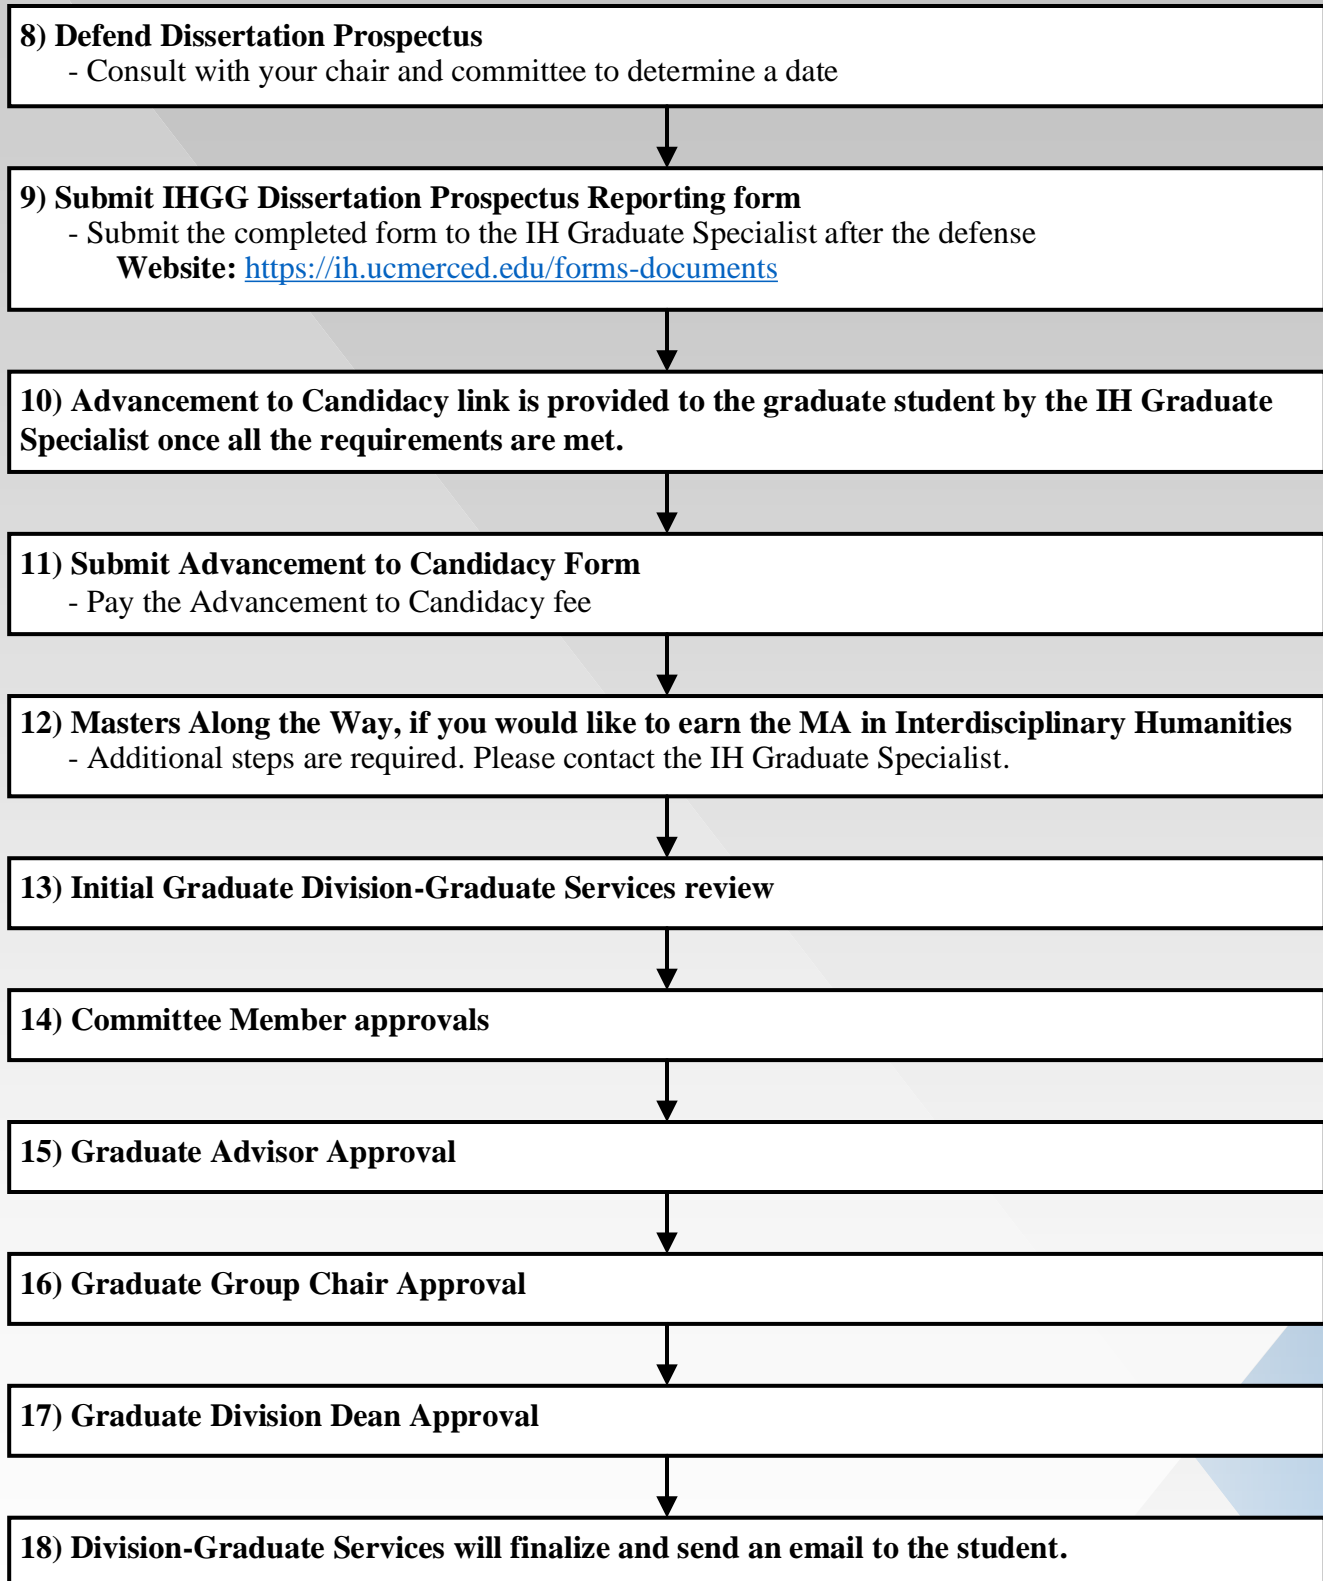 8) Defend Dissertation Prospectus
- Consult with your chair and committee to determine a date
9) Submit IHGG Dissertation Prospectus Reporting form
- Submit the completed form to the IH Graduate Specialist after the defense
Website: https://ih.ucmerced.edu/forms-documents
10) Advancement to Candidacy link is provided to the graduate student by the IH Graduate
Specialist once all the requirements are met.
11) Submit Advancement to Candidacy Form
- Pay the Advancement to Candidacy fee
12) Masters Along the Way, if you would like to earn the MA in Interdisciplinary Humanities
- Additional steps are required. Please contact the IH Graduate Specialist.
13) Initial Graduate Division-Graduate Services review
14) Committee Member approvals
15) Graduate Advisor Approval
16) Graduate Group Chair Approval
17) Graduate Division Dean Approval
18) Division-Graduate Services will finalize and send an email to the student.